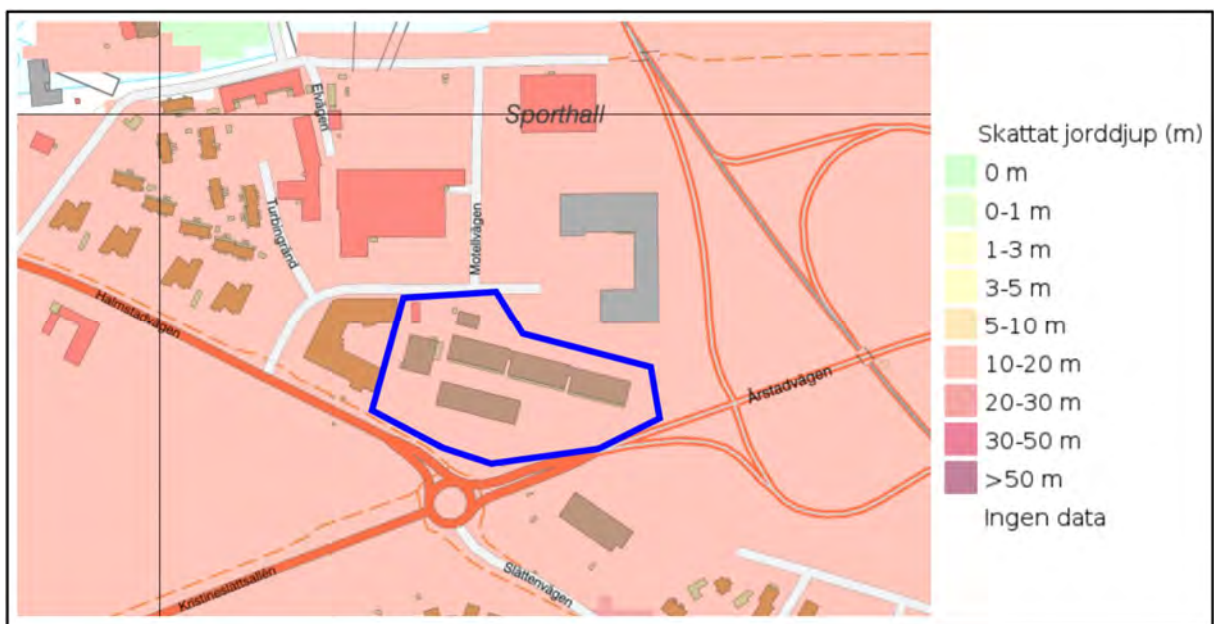 Elvägen
Sporthall
Turbingränd
Motellvägen
Halmstadvägen
Årstadvägen
Kristineslättsallén
Slättenvägen
Skattat jorddjup (m)
0 m
0-1 m
1-3 m
3-5 m
5-10 m
10-20 m
20-30 m
30-50 m
>50 m
Ingen data